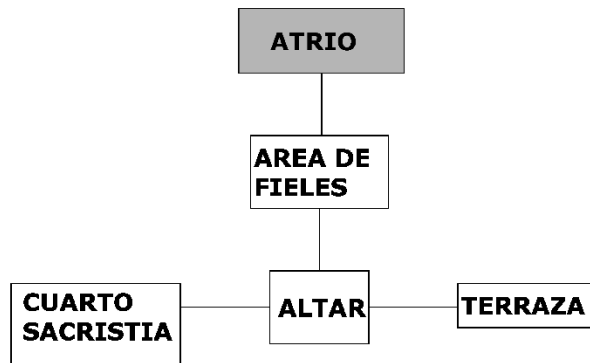 ATRIO
AREA DE
FIELES
CUARTO
SACRISTIA
ALTAR
TERRAZA